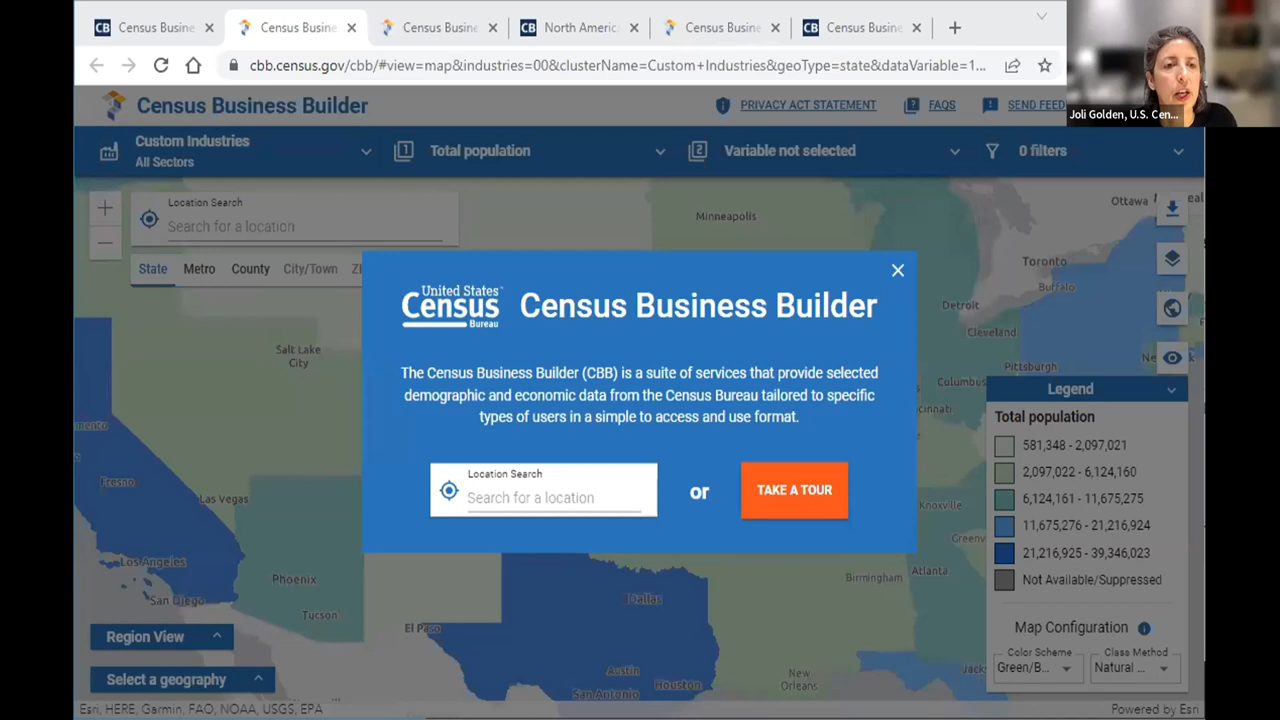 Census Busine
Census Busine
Census Busine
North America
Census Busine
Census Busine
cbb.census.gov/cbb/#view=map&industries=00&clusterName=Custom+Industries&geoType=state&dataVariable=1...
Joli Golden, U.S. Cen...
Census Business Builder
PRIVACY ACT STATEMENT
FAQS
SEND FEED
Custom Industries
All Sectors
1
Total population
2
Variable not selected
0 filters
Location Search
Search for a location
State Metro County City/Town
Minneapolis
Ottawa
Toronto
Buffalo
Detroit
Cleveland
Pittsburgh
Columbus
Salt Lake
City
United States
Census
Bureau
Census Business Builder
The Census Business Builder (CBB) is a suite of services that provide selected
demographic and economic data from the Census Bureau tailored to specific
types of users in a simple to access and use format.
Location Search
Search for a location
or
TAKE A TOUR
Legend
Total population
581,348 - 2,097,021
2,097,022 - 6,124,160
6,124,161 - 11,675,275
11,675,276 - 21,216,924
21,216,925 - 39,346,023
Not Available/Suppressed
Map Configuration
Color Scheme
Green/B...
Class Method
Natural ...
Fresno
Las Vegas
Los Angeles
San Diego
Phoenix
Tucson
El Paso
Dallas
Austin
San Antonio
Houston
New
Orleans
Birmingham
Atlanta
Knoxville
Region View
Select a geography
Esri, HERE, Garmin, FAO, NOAA, USGS, EPA
Powered by Esri